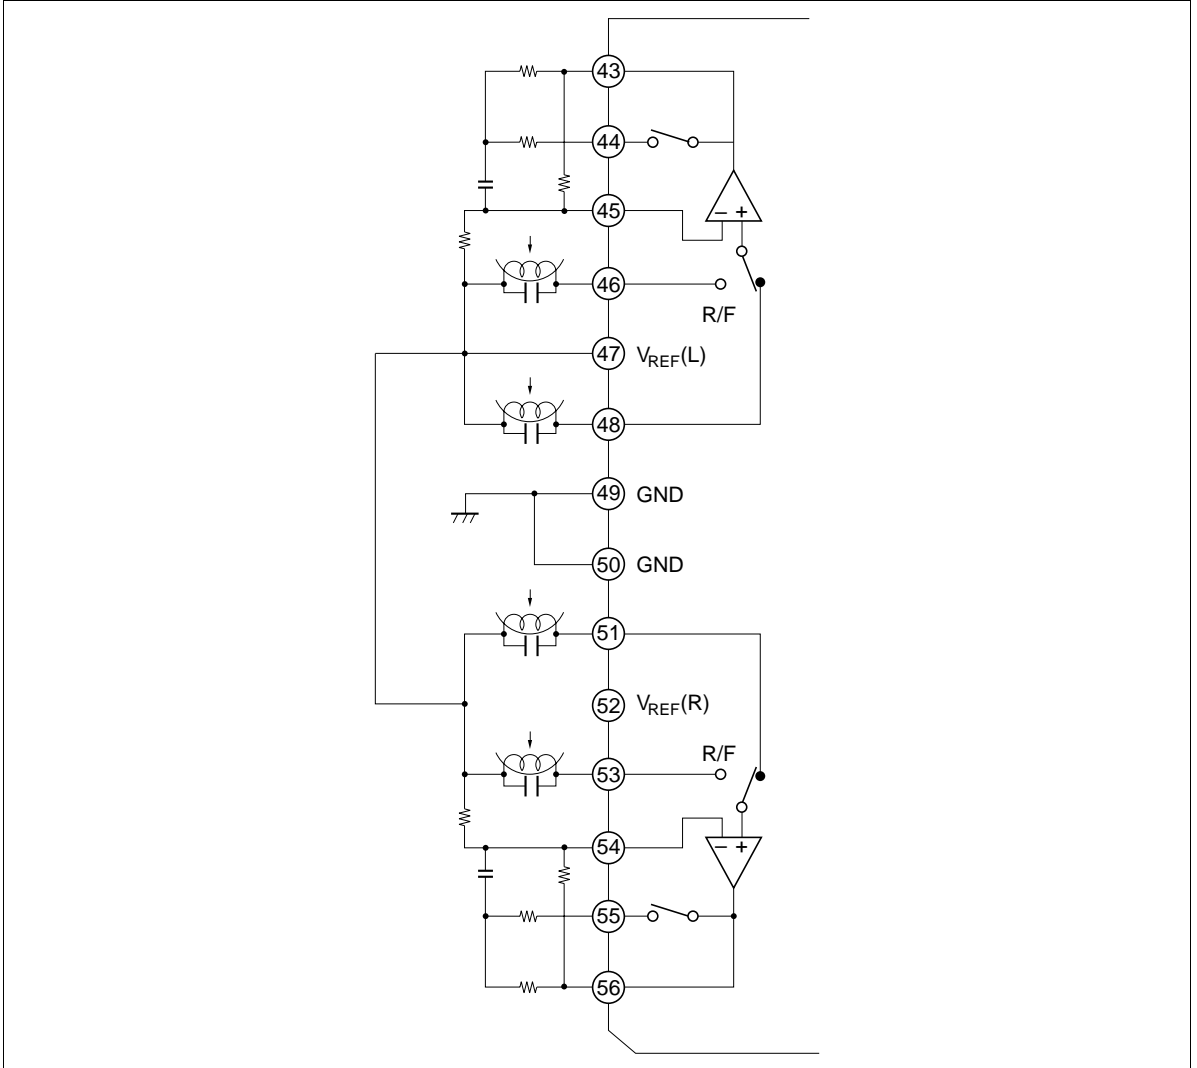 43
44
45
− +
46
R/F
47 VREF(L)
48
49 GND
50 GND
51
52 VREF(R)
R/F
53
54
− +
55
56